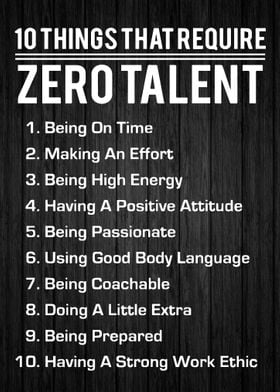 10 THINGS THAT REQUIRE
ZERO TALENT
1. Being On Time
2. Making An Effort
3. Being High Energy
4. Having A Positive Attitude
5. Being Passionate
6. Using Good Body Language
7. Being Coachable
8. Doing A Little Extra
9. Being Prepared
10. Having A Strong Work Ethic